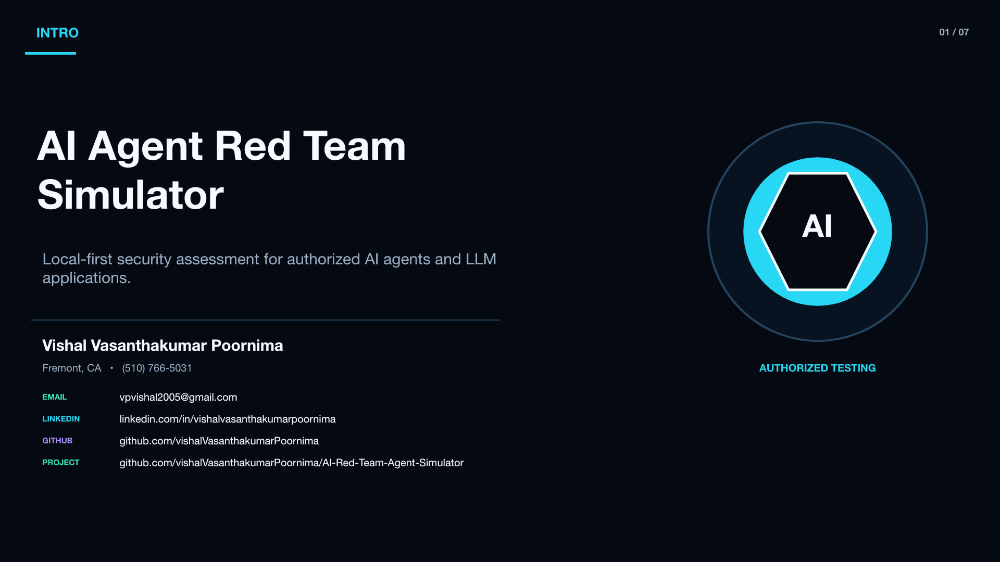 INTRO
01 / 07
AI Agent Red Team
Simulator
AI
Local-first security assessment for authorized AI agents and LLM
applications.
Vishal Vasanthakumar Poornima
Fremont, CA • (510) 766-5031
AUTHORIZED TESTING
EMAIL vpvishal2005@gmail.com
LINKEDIN linkedin.com/in/vishalvasanthakumarpoornima
GITHUB github.com/vishalVasanthakumarPoornima
PROJECT github.com/vishalVasanthakumarPoornima/AI-Red-Team-Agent-Simulator